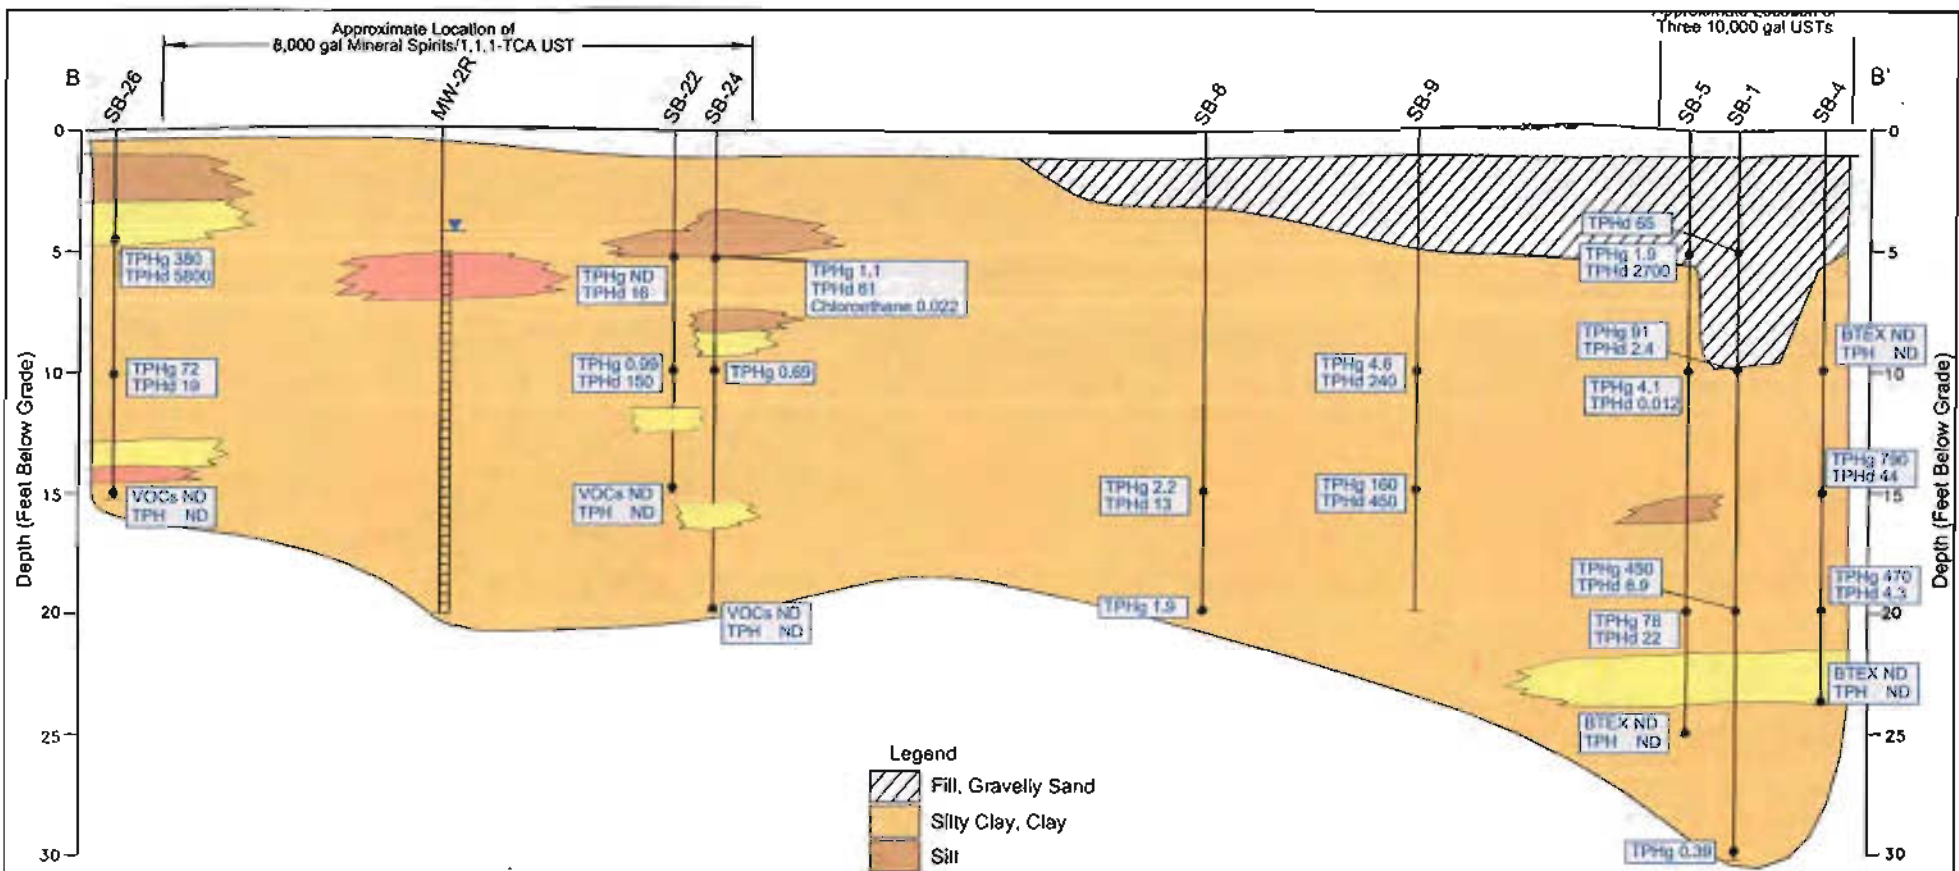 Approximate Location of
8,000 gal Mineral Spirits/1,1,1-TCA UST
Three 10,000 gal USTs
B
SB-26
MW-2R
SB-22
SB-24
SB-9
SB-5
SB-1
SB-4
B'
0
5
10
15
20
25
30
Depth (Feet Below Grade)
TPHg 380
TPHd 5800
TPHg 72
TPHd 19
VOCs ND
TPH ND
TPHg ND
TPHd 16
TPHg 0.99
TPHd 150
VOCs ND
TPH ND
TPHg 1.1
TPHd 61
Chloroethane 0.022
TPHg 0.69
VOCs ND
TPH ND
TPHg 2.2
TPHd 13
TPHg 1.9
TPHg 4.6
TPHd 240
TPHg 160
TPHd 450
TPHd 65
TPHg 1.9
TPHd 2700
TPHg 91
TPHd 2.4
TPHg 4.1
TPHd 0.012
TPHg 450
TPHd 6.9
TPHg 78
TPHd 22
BTEX ND
TPH ND
TPHg 0.39
BTEX ND
TPH ND
TPHg 790
TPHd 44
TPHg 470
TPHd 4.3
BTEX ND
TPH ND
0
5
10
15
20
25
30
Depth (Feet Below Grade)
Legend
Fill, Gravelly Sand
Silty Clay, Clay
Silt